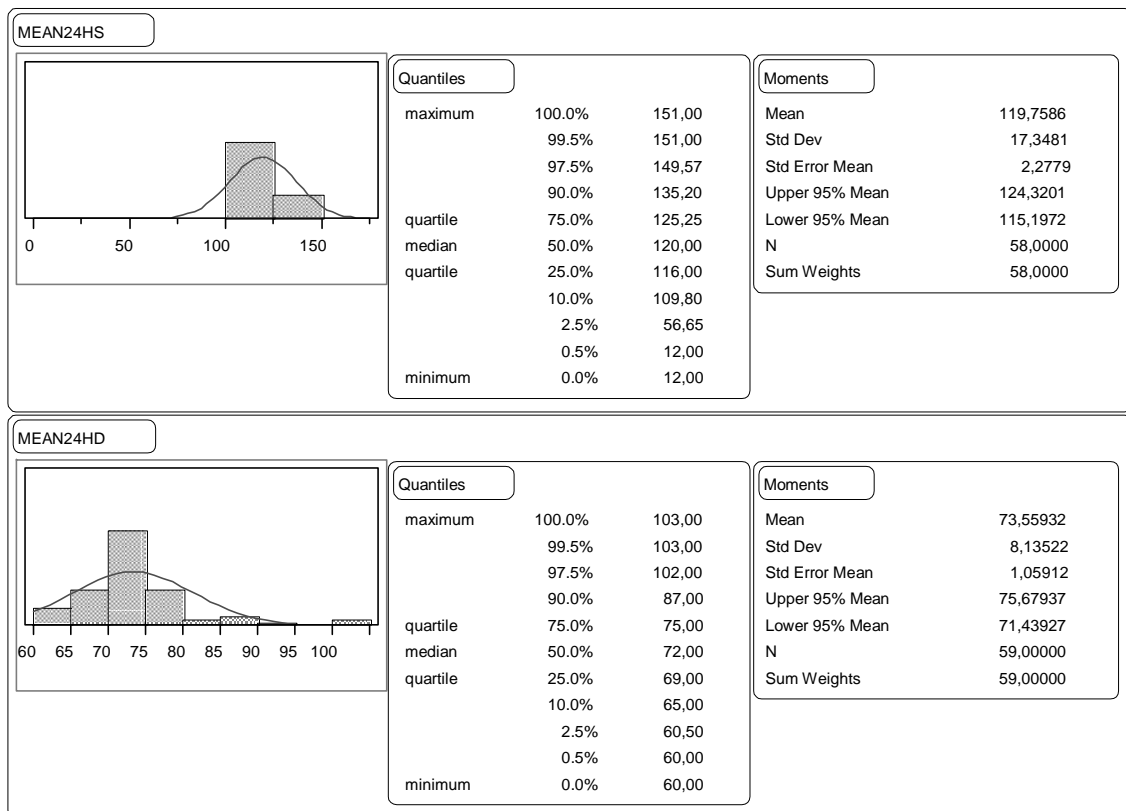 MEAN24HS
0 50 100 150
Quantiles
maximum 100.0% 151,00
99.5% 151,00
97.5% 149,57
90.0% 135,20
quartile 75.0% 125,25
median 50.0% 120,00
quartile 25.0% 116,00
10.0% 109,80
2.5% 56,65
0.5% 12,00
minimum 0.0% 12,00
Moments
Mean 119,7586
Std Dev 17,3481
Std Error Mean 2,2779
Upper 95% Mean 124,3201
Lower 95% Mean 115,1972
N 58,0000
Sum Weights 58,0000
MEAN24HD
60 65 70 75 80 85 90 95 100
Quantiles
maximum 100.0% 103,00
99.5% 103,00
97.5% 102,00
90.0% 87,00
quartile 75.0% 75,00
median 50.0% 72,00
quartile 25.0% 69,00
10.0% 65,00
2.5% 60,50
0.5% 60,00
minimum 0.0% 60,00
Moments
Mean 73,55932
Std Dev 8,13522
Std Error Mean 1,05912
Upper 95% Mean 75,67937
Lower 95% Mean 71,43927
N 59,00000
Sum Weights 59,00000